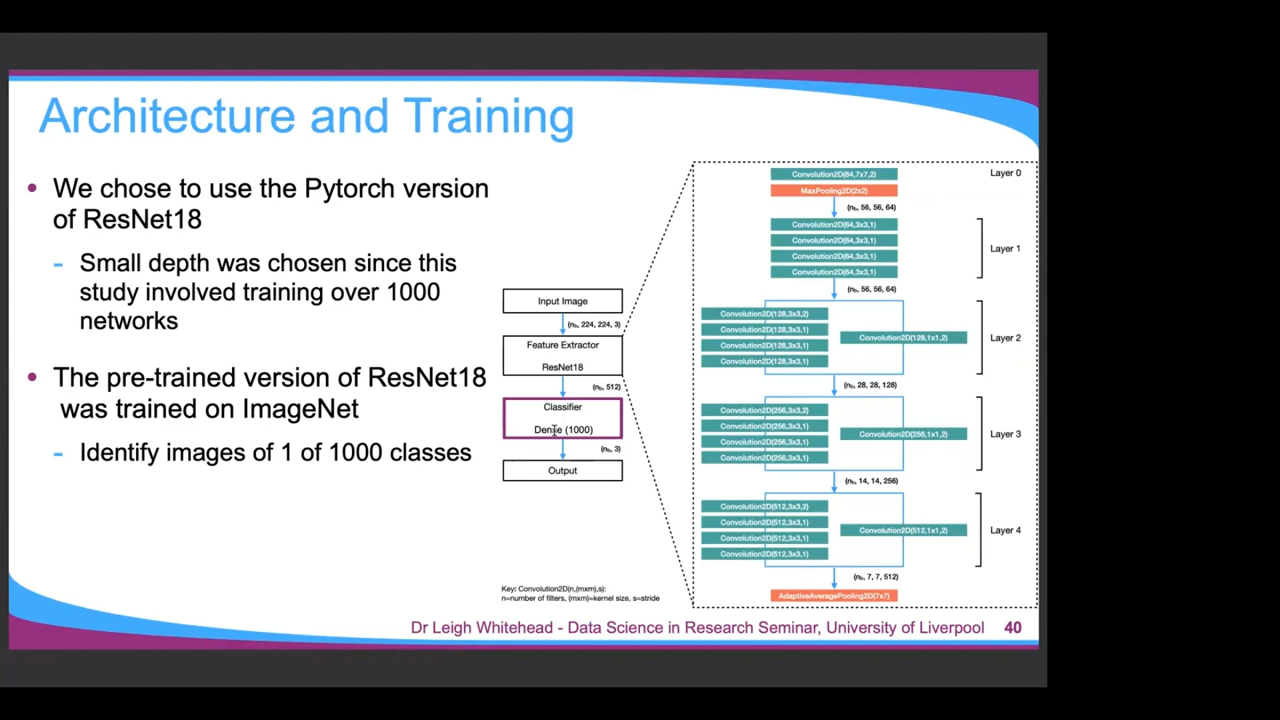 Architecture and Training
• We chose to use the Pytorch version
of ResNet18
- Small depth was chosen since this
study involved training over 1000
networks
• The pre-trained version of ResNet18
was trained on ImageNet
- Identify images of 1 of 1000 classes
Input Image
(nb, 224, 224, 3)
Feature Extractor
ResNet18
(nb, 512)
Classifier
Dense (1000)
(nb, 3)
Output
Convolution2D(64,7x7,2)
MaxPooling2D(2x2)
Layer 0
(nb, 56, 56, 64)
Convolution2D(64,3x3,1)
Convolution2D(64,3x3,1)
Convolution2D(64,3x3,1)
Convolution2D(64,3x3,1)
Layer 1
(nb, 56, 56, 64)
Convolution2D(128,3x3,2)
Convolution2D(128,3x3,1)
Convolution2D(128,3x3,1)
Convolution2D(128,3x3,1)
Convolution2D(128,1x1,2)
Layer 2
(nb, 28, 28, 128)
Convolution2D(256,3x3,2)
Convolution2D(256,3x3,1)
Convolution2D(256,3x3,1)
Convolution2D(256,3x3,1)
Convolution2D(256,1x1,2)
Layer 3
(nb, 14, 14, 256)
Convolution2D(512,3x3,2)
Convolution2D(512,3x3,1)
Convolution2D(512,3x3,1)
Convolution2D(512,3x3,1)
Convolution2D(512,1x1,2)
Layer 4
(nb, 7, 7, 512)
AdaptiveAveragePooling2D(7x7)
Key: Convolution2D(n,(mxm),s):
n=number of filters, (mxm)=kernel size, s=stride
Dr Leigh Whitehead - Data Science in Research Seminar, University of Liverpool 40